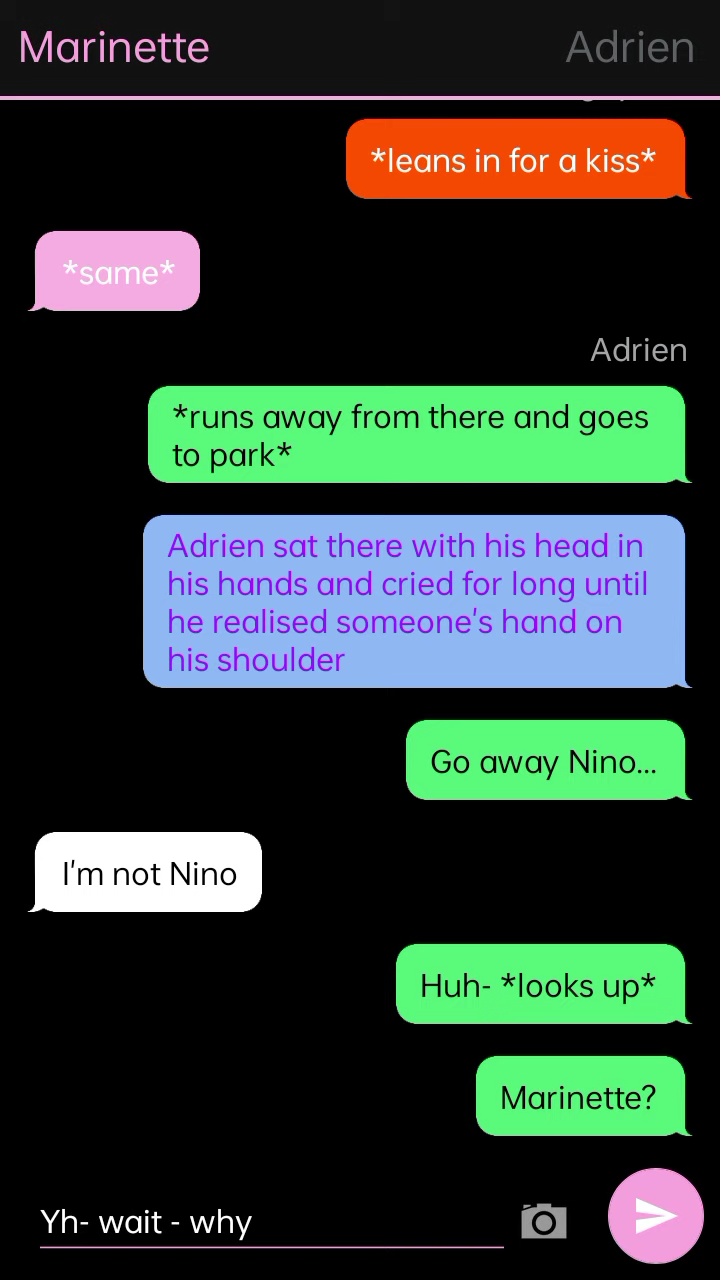 Marinette
Adrien
*leans in for a kiss*
*same*
Adrien
*runs away from there and goes
to park*
Adrien sat there with his head in
his hands and cried for long until
he realised someone's hand on
his shoulder
Go away Nino...
I'm not Nino
Huh- *looks up*
Marinette?
Yh- wait - why